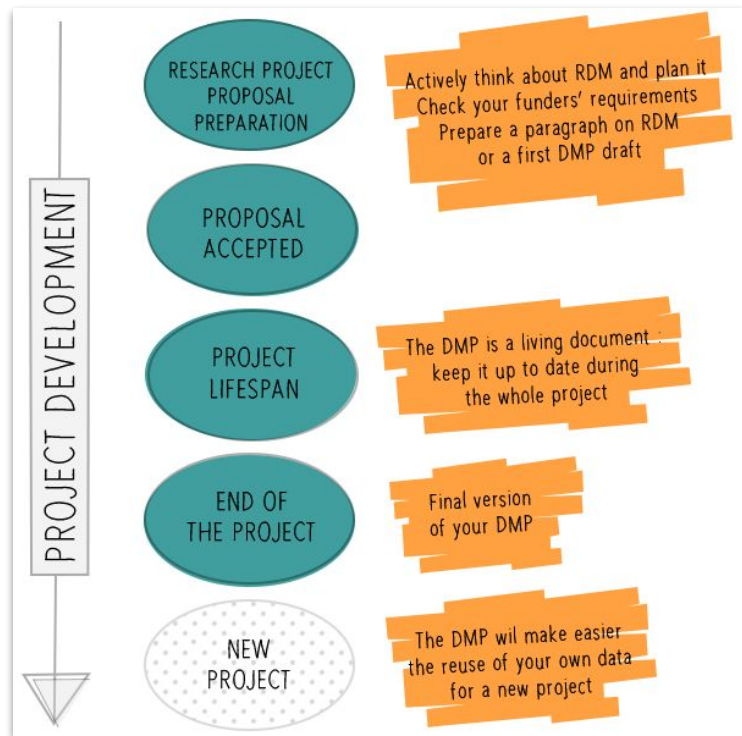 RESEARCH PROJECT
PROPOSAL
PREPARATION
Actively think about RDM and plan it
Check your funders' requirements
Prepare a paragraph on RDM
or a first DMP draft
PROJECT DEVELOPMENT
PROPOSAL
ACCEPTED
PROJECT
LIFESPAN
The DMP is a living document :
keep it up to date during
the whole project
END OF
THE PROJECT
Final version
of your DMP
NEW
PROJECT
The DMP wil make easier
the reuse of your own data
for a new project